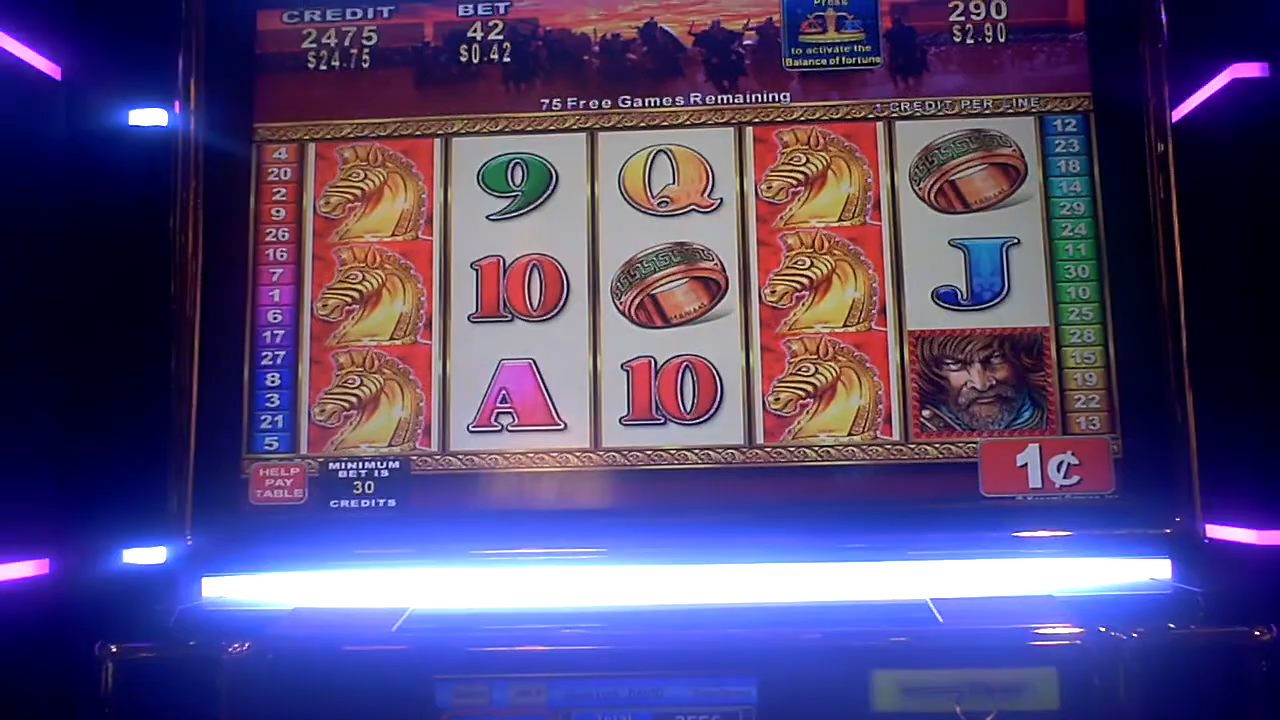 CREDIT
2475
$24.75
BET
42
$0.42
Press
to activate the
Balance of fortune
290
$2.90
75 Free Games Remaining
1 CREDIT PER LINE
4
20
2
9
26
16
7
1
6
17
27
8
3
21
5
9
10
A
Q
10
J
12
23
18
14
29
24
11
30
10
25
28
15
19
22
13
HELP
PAY
TABLE
MINIMUM
BET IS
30
CREDITS
1¢
Total